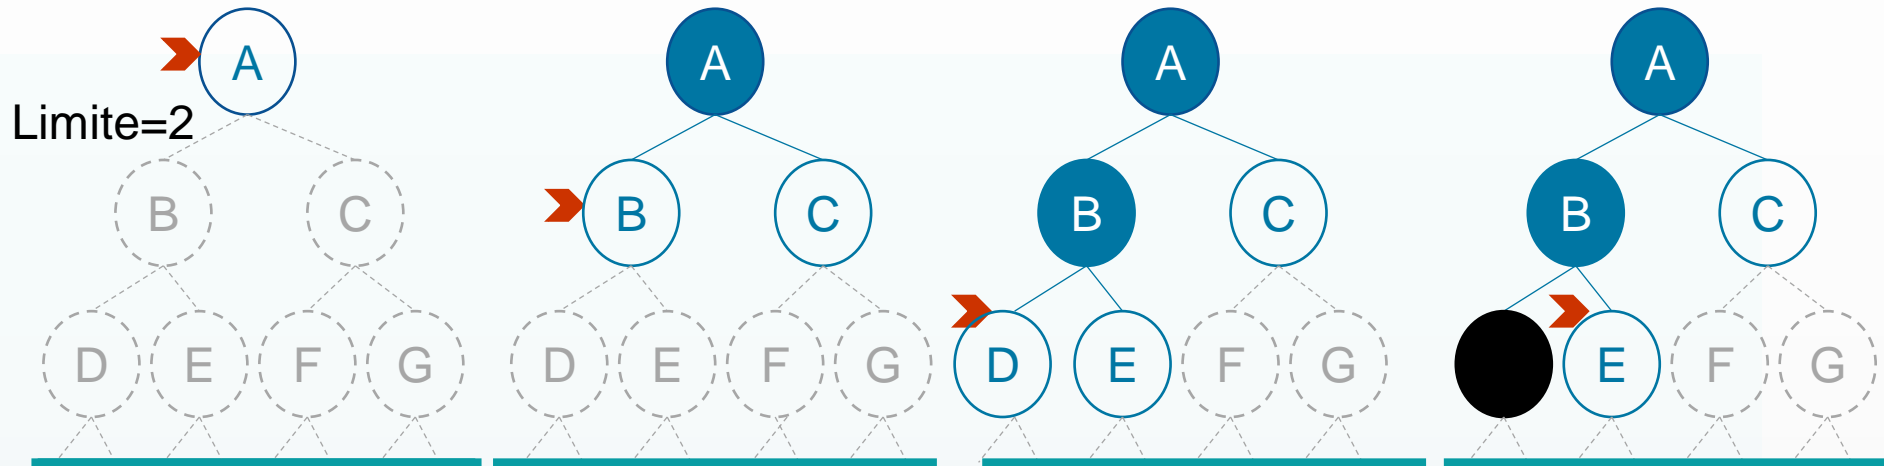 A A A A
Limite=2
B C B C B C B C
D E F G D E F G D E F G E F G